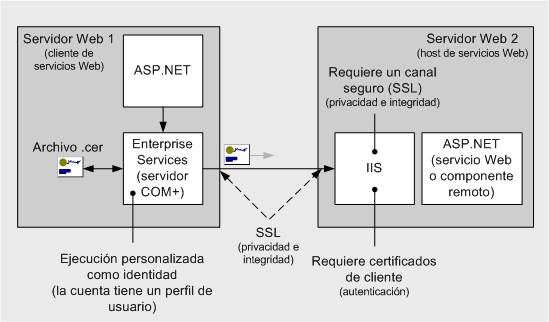 Servidor Web 1
(cliente de
servicios Web)
ASP.NET
Archivo .cer
Enterprise
Services
(servidor
COM+)
Ejecución personalizada
como identidad
(la cuenta tiene un perfil de
usuario)
SSL
(privacidad e
integridad)
Servidor Web 2
(host de servicios Web)
Requiere un canal
seguro (SSL)
(privacidad e integridad)
IIS
ASP.NET
(servicio Web
o componente
remoto)
Requiere certificados
de cliente
(autenticación)